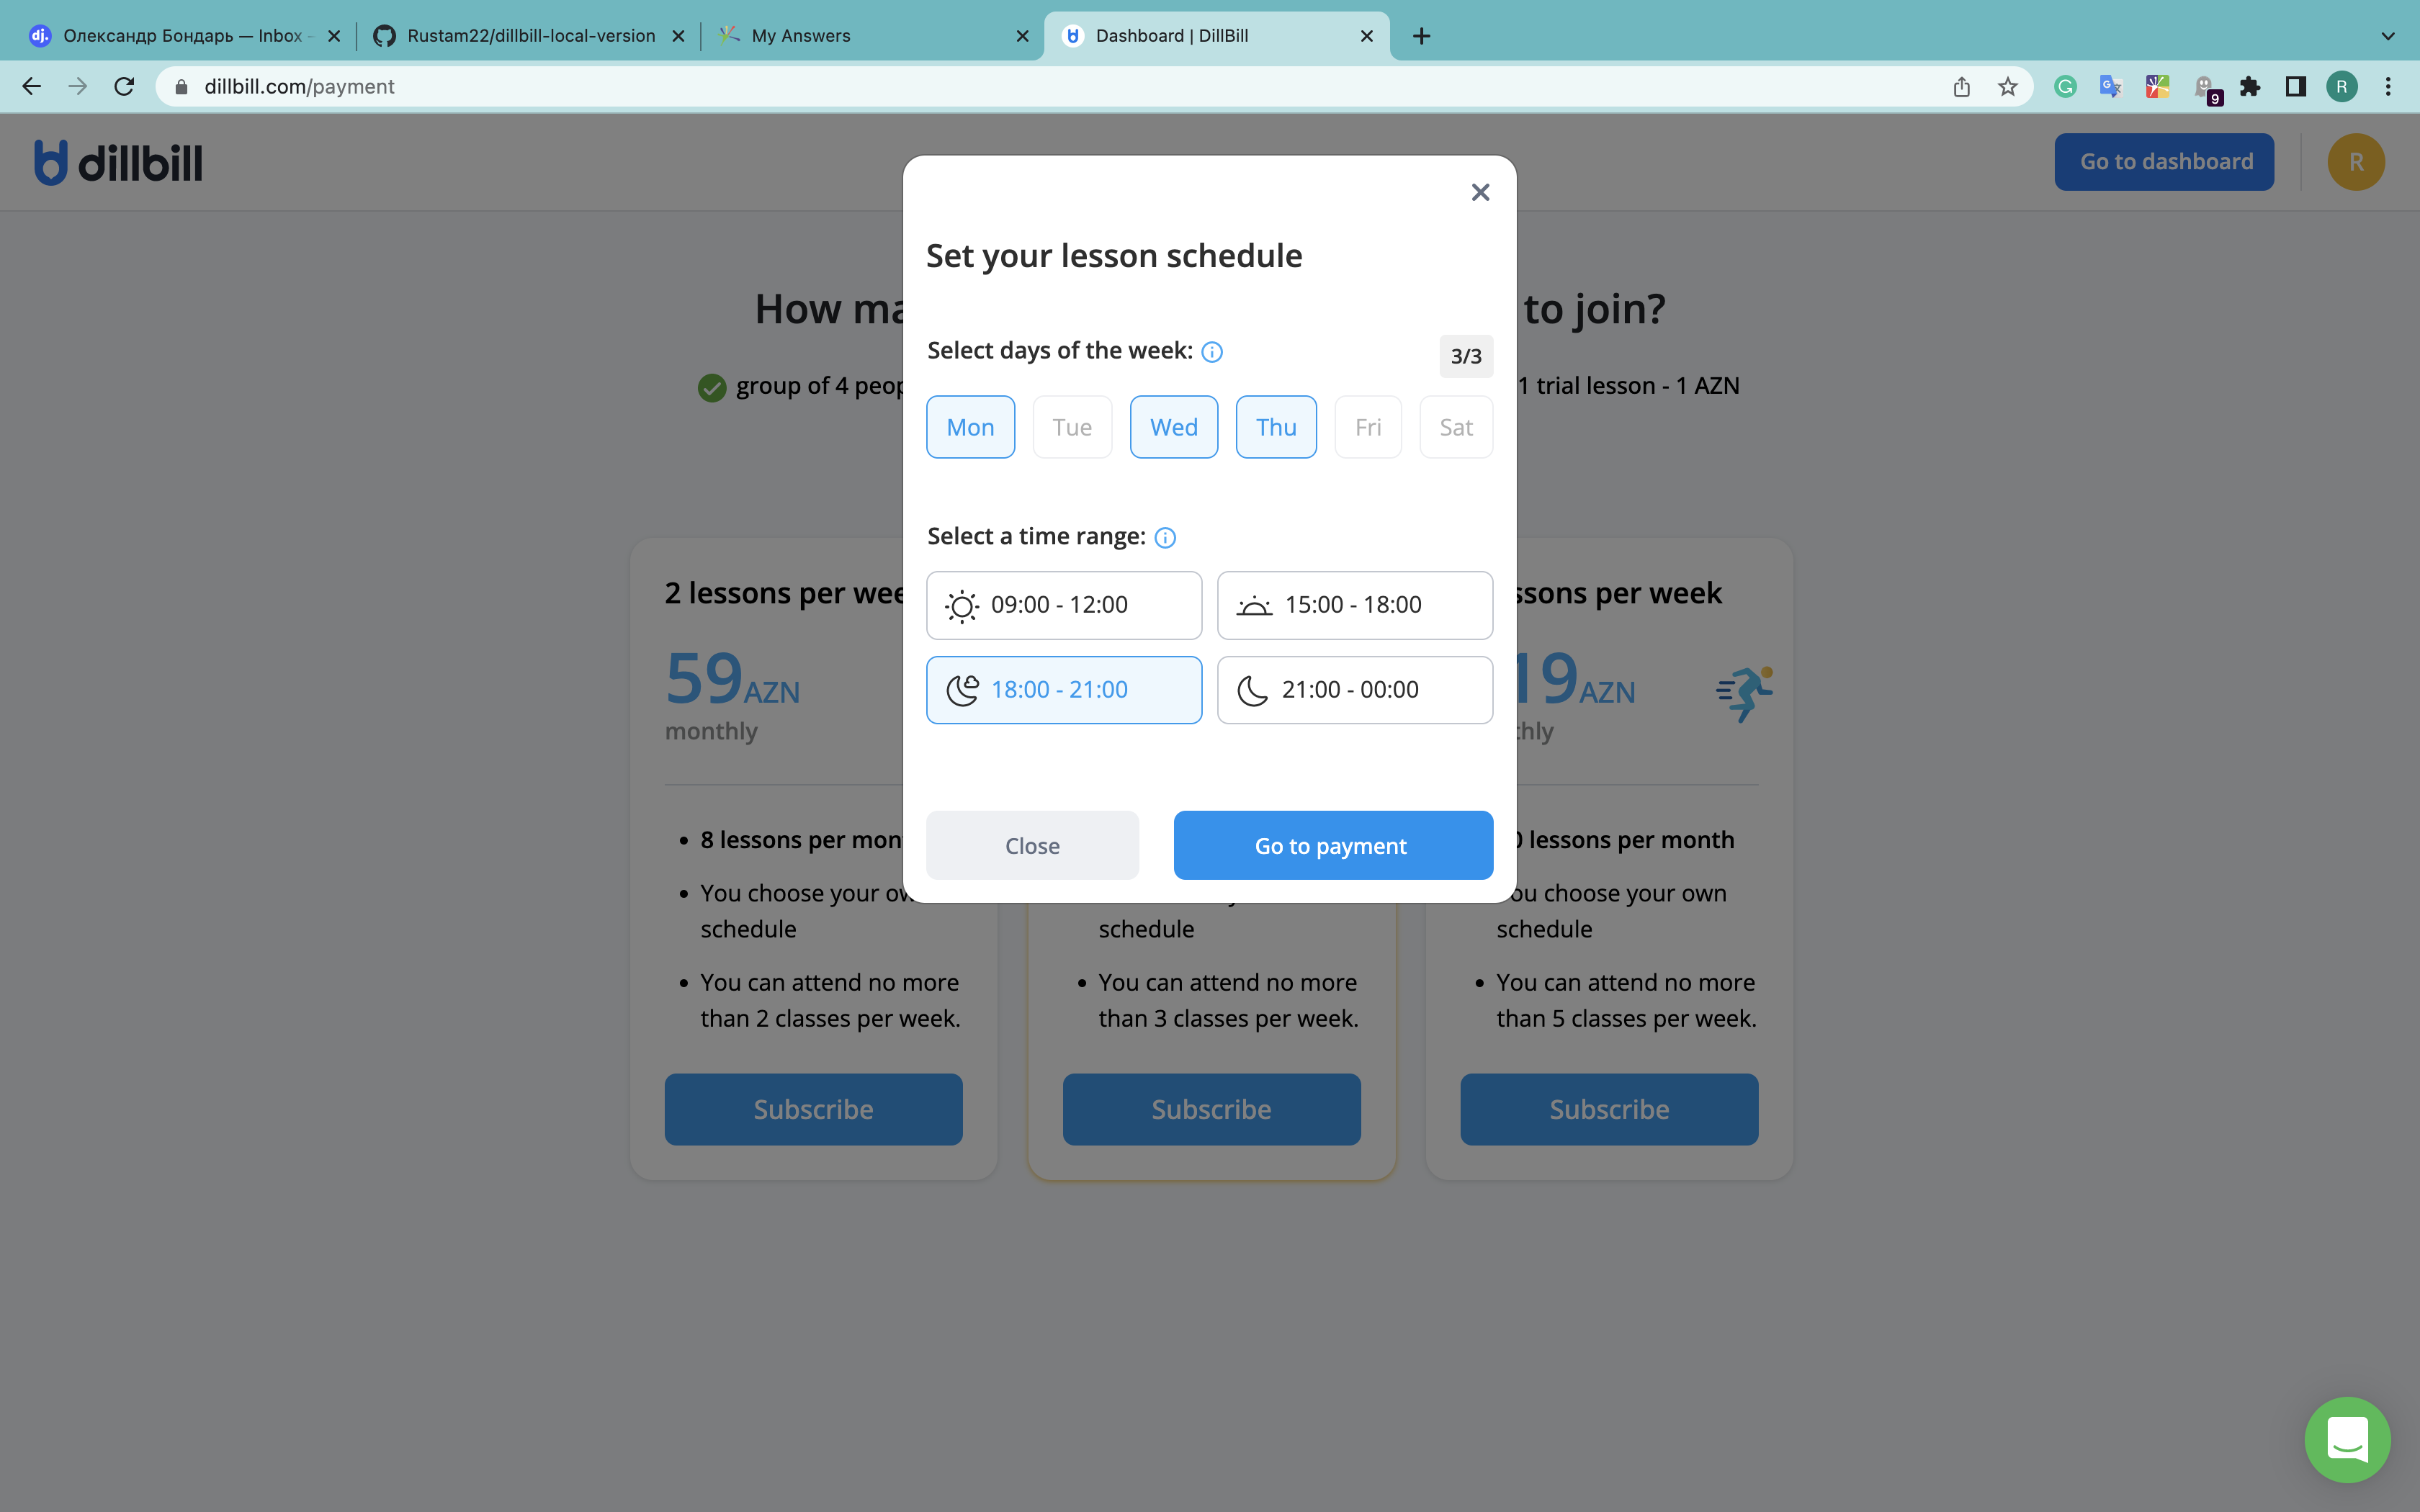 dj. Олександр Бондарь — Inbox -
Rustam22/dillbill-local-version
My Answers
Dashboard | DillBill
dillbill.com/payment
9
R
dillbill
Go to dashboard
R
Set your lesson schedule
How ma
to join?
Select days of the week:
3/3
group of 4 peop
1 trial lesson - 1 AZN
Mon Tue Wed Thu Fri Sat
Select a time range:
09:00 - 12:00
15:00 - 18:00
18:00 - 21:00
21:00 - 00:00
Close
Go to payment
2 lessons per wee
59AZN
monthly
8 lessons per mon
You choose your ow
schedule
You can attend no more
than 2 classes per week.
Subscribe
schedule
You can attend no more
than 3 classes per week.
Subscribe
ssons per week
19AZN
thly
0 lessons per month
ou choose your own
schedule
You can attend no more
than 5 classes per week.
Subscribe